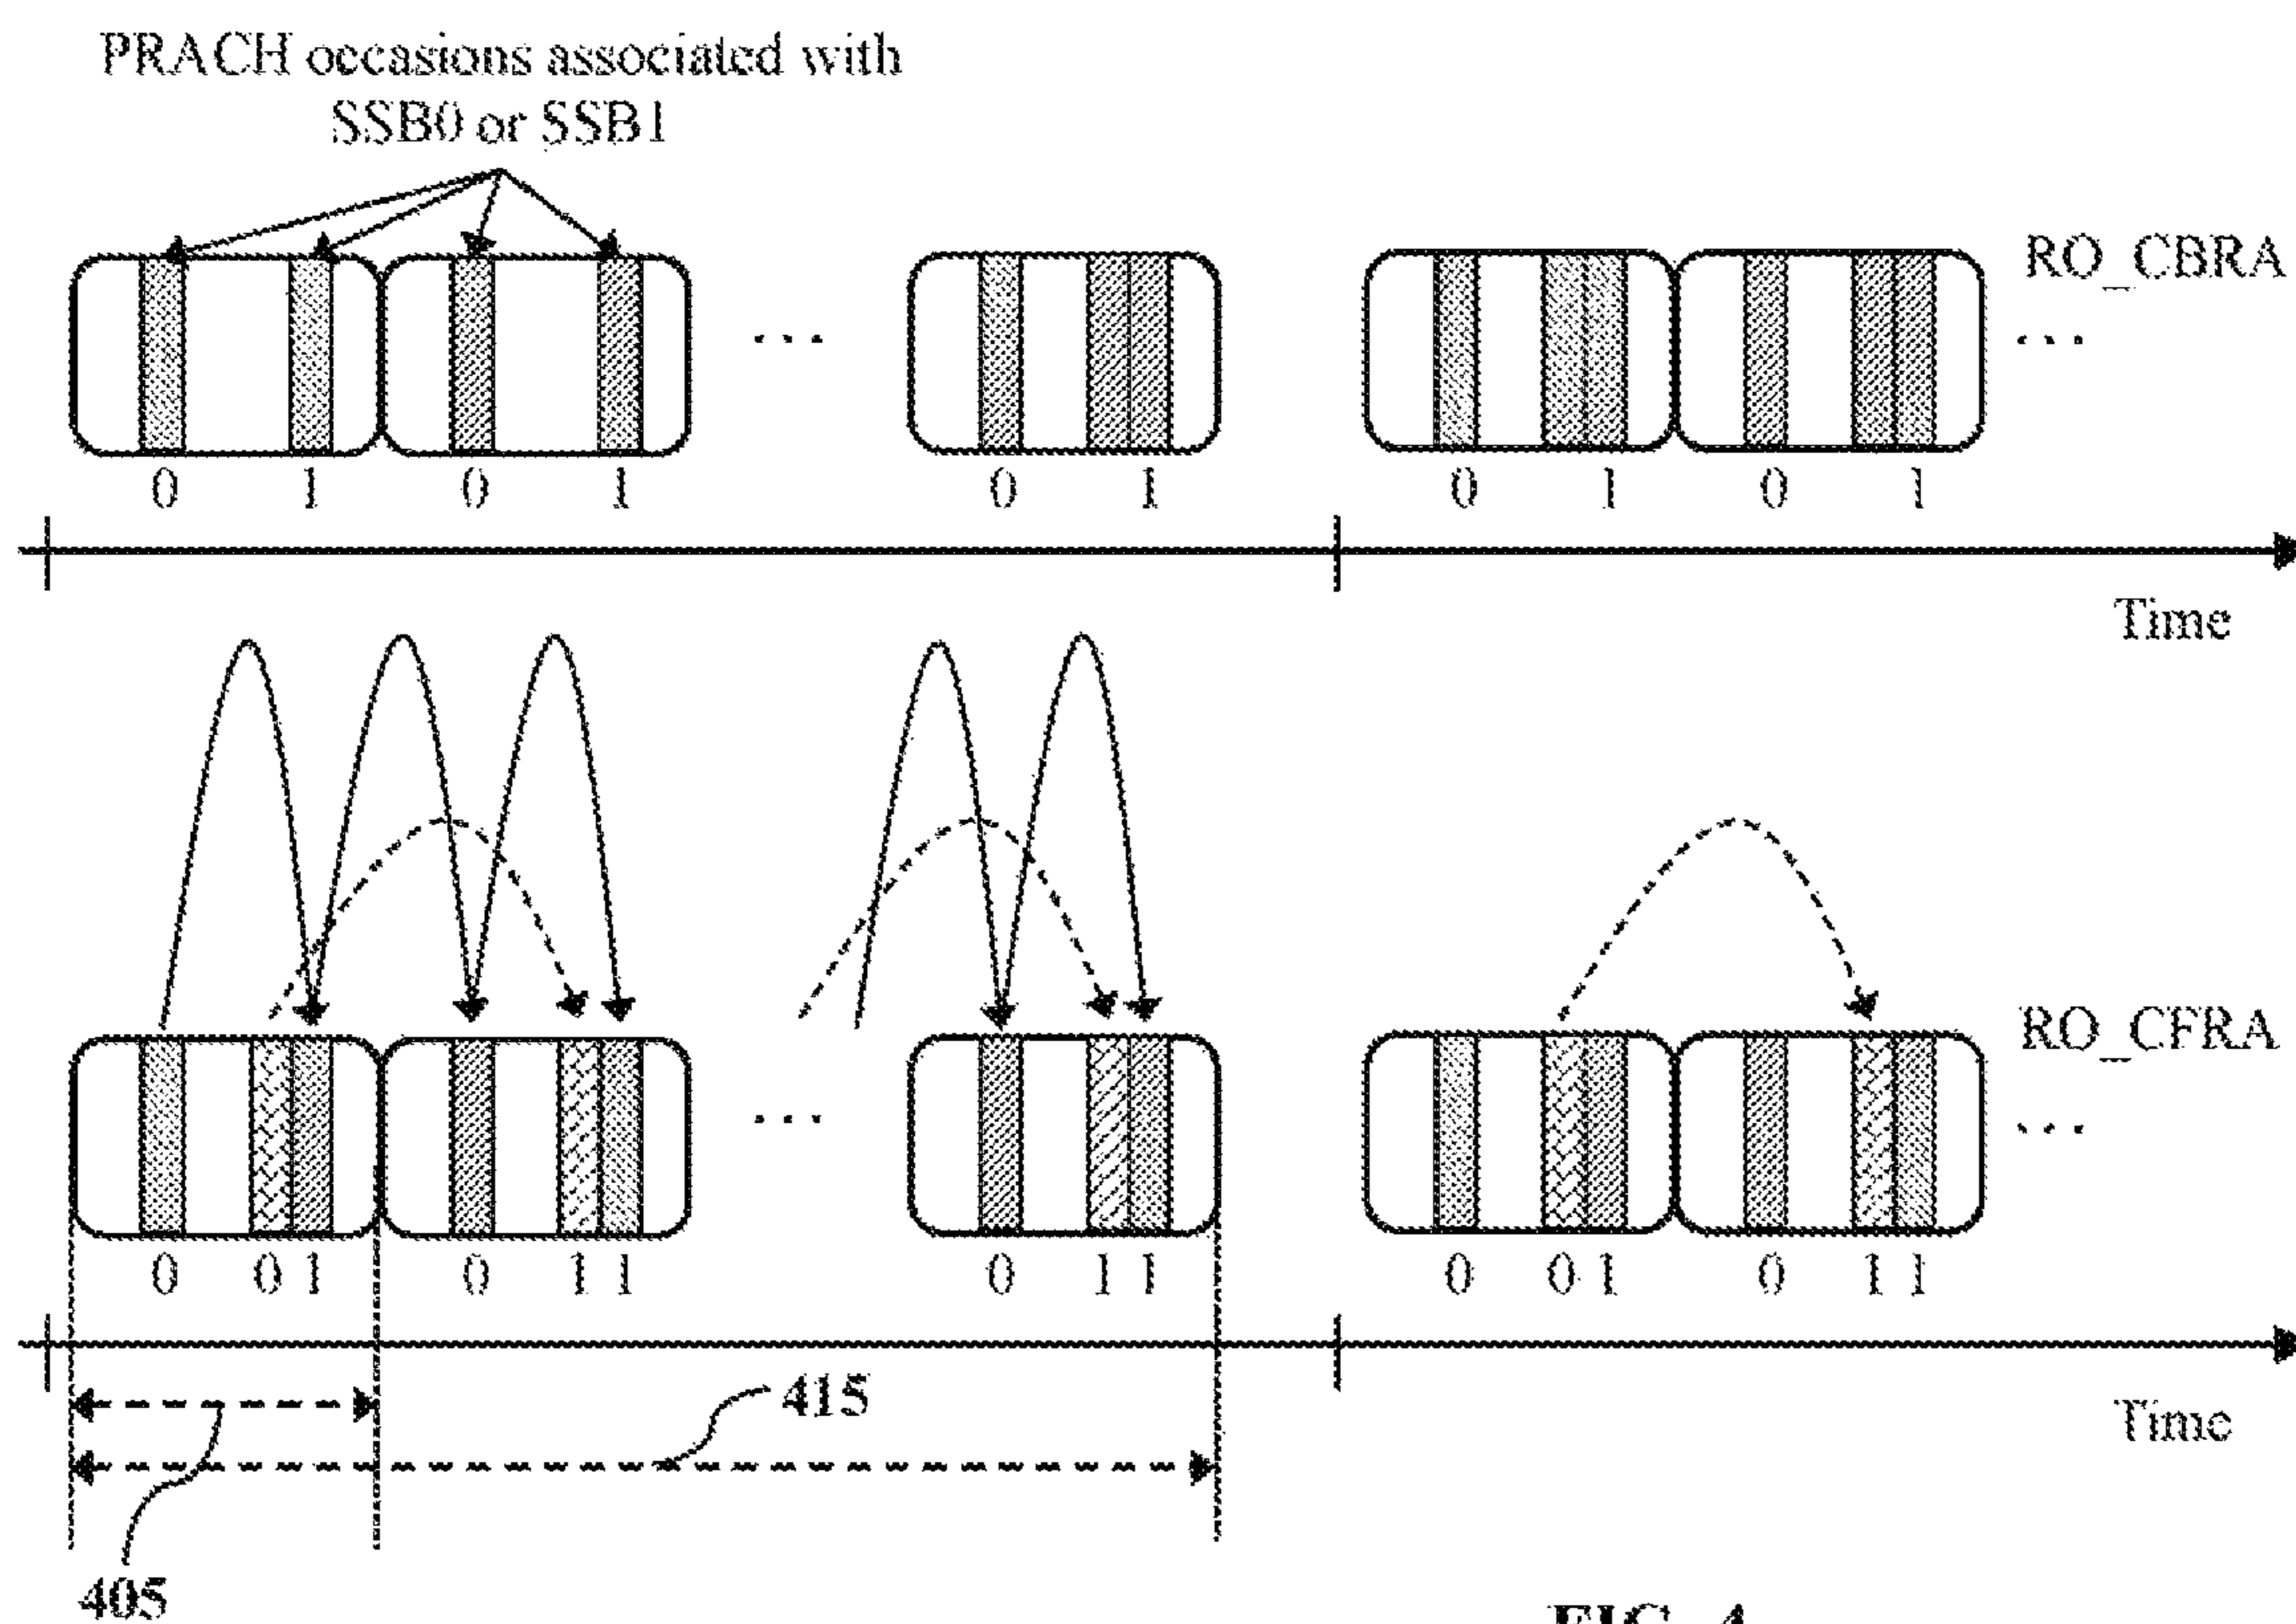 PRACH occasions associated with
SSB0 or SSB1
RO_CBRA
... ...
0 1 0 1 0 1 0 1 0 1
Time
RO_CFRA
... ...
0 0 1 0 1 1 0 1 1 0 0 1 0 1 1
415
Time
405
FIG. 4